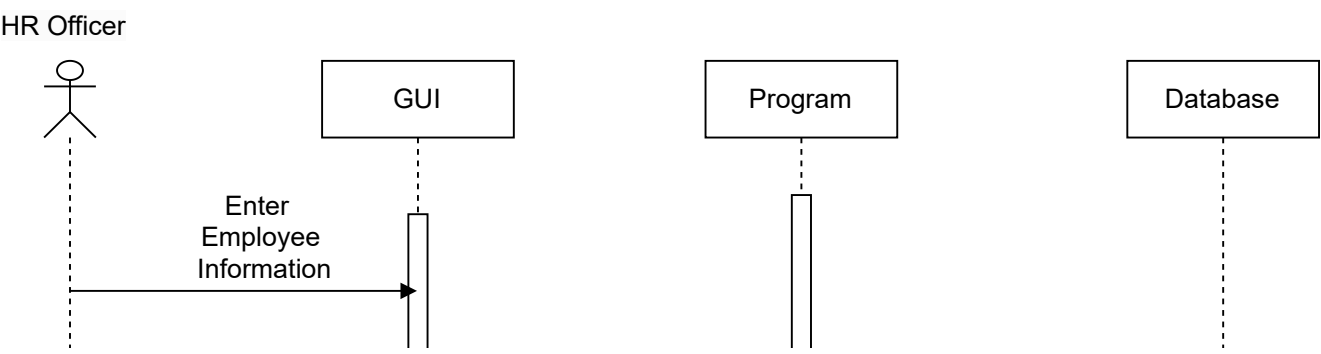 HR Officer
GUI
Program
Database
Enter
Employee
Information